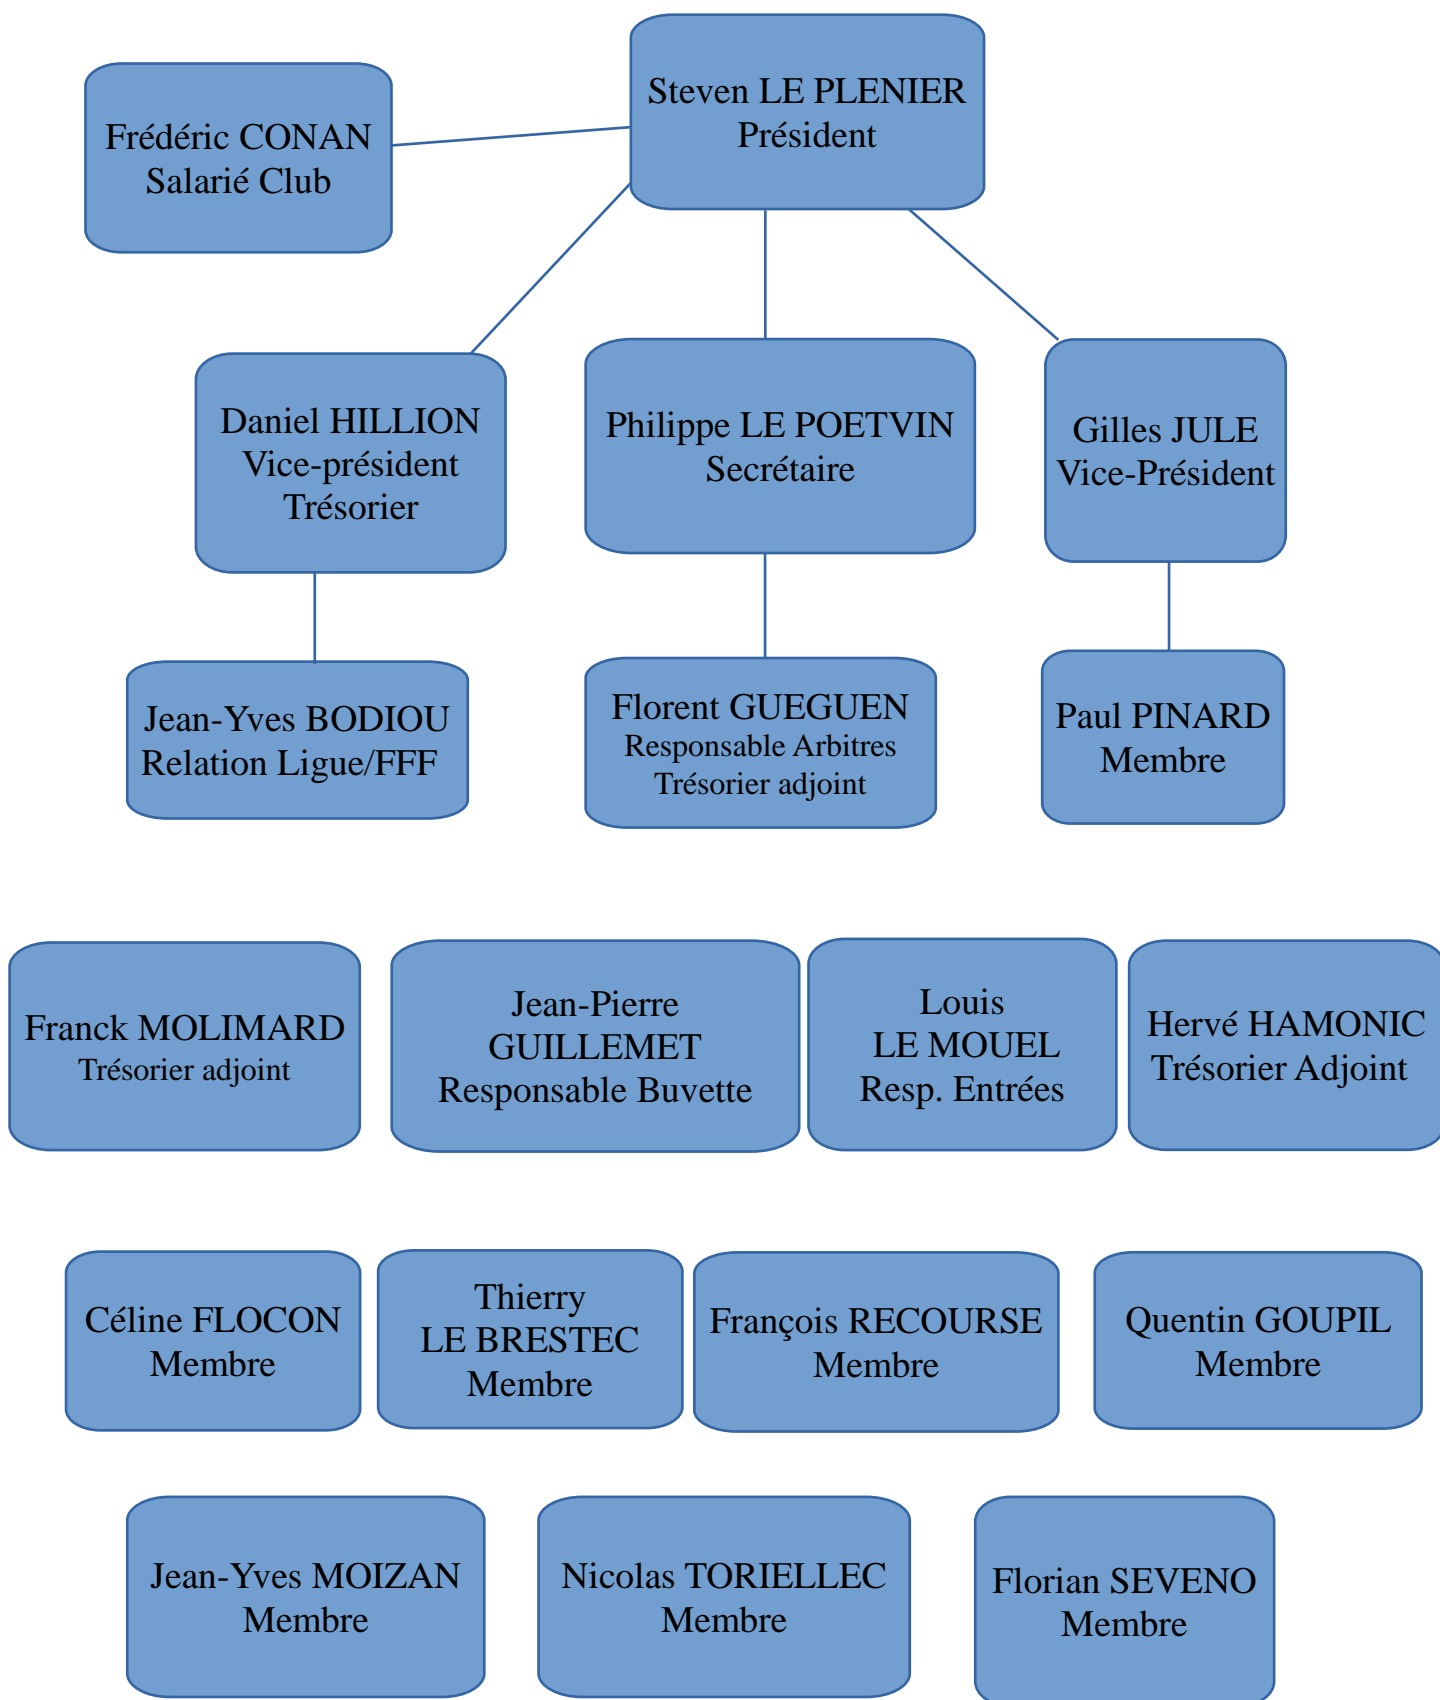 Steven LE PLENIER
Président
Frédéric CONAN
Salarié Club
Daniel HILLION
Vice-président
Trésorier
Philippe LE POETVIN
Secrétaire
Gilles JULE
Vice-Président
Jean-Yves BODIOU
Relation Ligue/FFF
Florent GUEGUEN
Responsable Arbitres
Trésorier adjoint
Paul PINARD
Membre
Franck MOLIMARD
Trésorier adjoint
Jean-Pierre
GUILLEMET
Responsable Buvette
Louis
LE MOUEL
Resp. Entrées
Hervé HAMONIC
Trésorier Adjoint
Céline FLOCON
Membre
Thierry
LE BRESTEC
Membre
François RECOURSE
Membre
Quentin GOUPIL
Membre
Jean-Yves MOIZAN
Membre
Nicolas TORIELLEC
Membre
Florian SEVENO
Membre